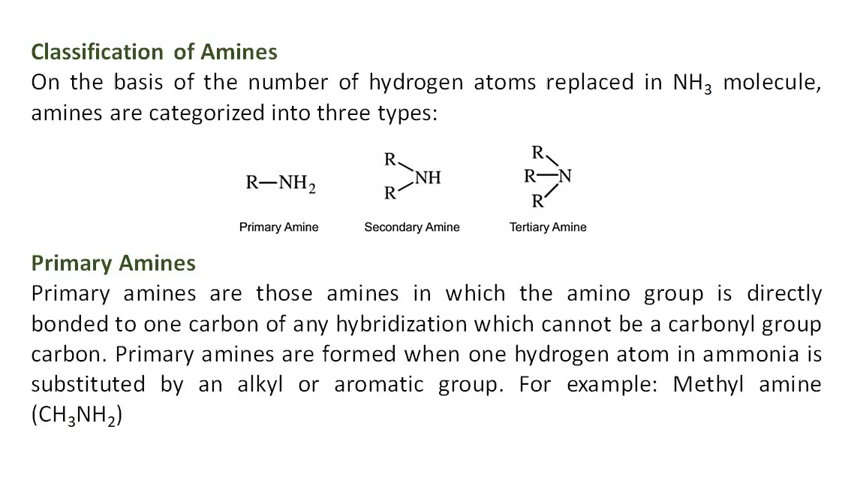 Classification of Amines
On the basis of the number of hydrogen atoms replaced in NH₃ molecule,
amines are categorized into three types:
R—NH₂
R
R
NH
R
R—N
R
Primary Amine Secondary Amine Tertiary Amine
Primary Amines
Primary amines are those amines in which the amino group is directly
bonded to one carbon of any hybridization which cannot be a carbonyl group
carbon. Primary amines are formed when one hydrogen atom in ammonia is
substituted by an alkyl or aromatic group. For example: Methyl amine
(CH₃NH₂)